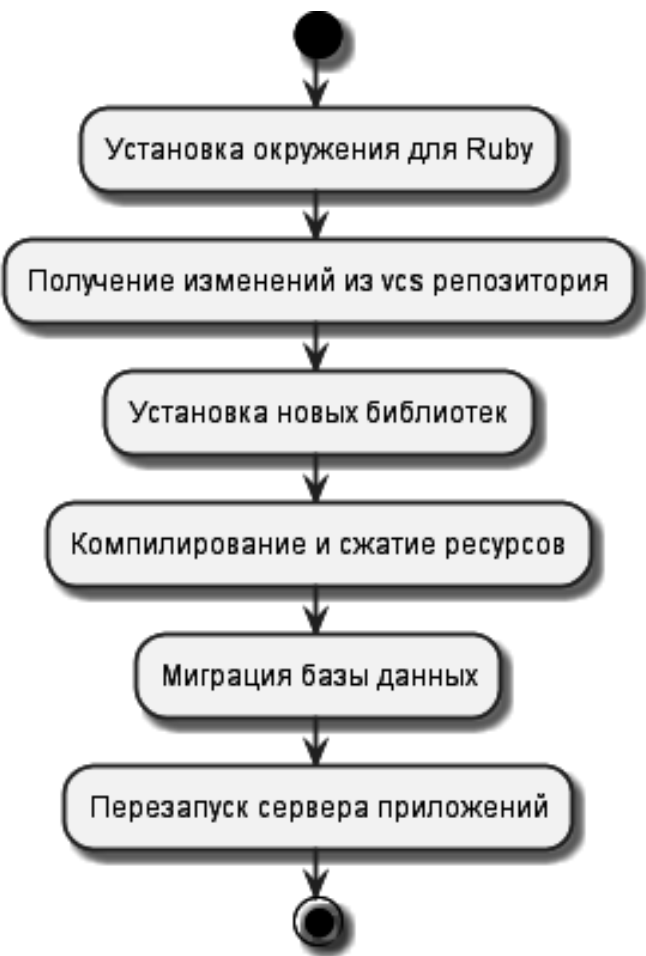 Установка окружения для Ruby
Получение изменений из vcs репозитория
Установка новых библиотек
Компилирование и сжатие ресурсов
Миграция базы данных
Перезапуск сервера приложений